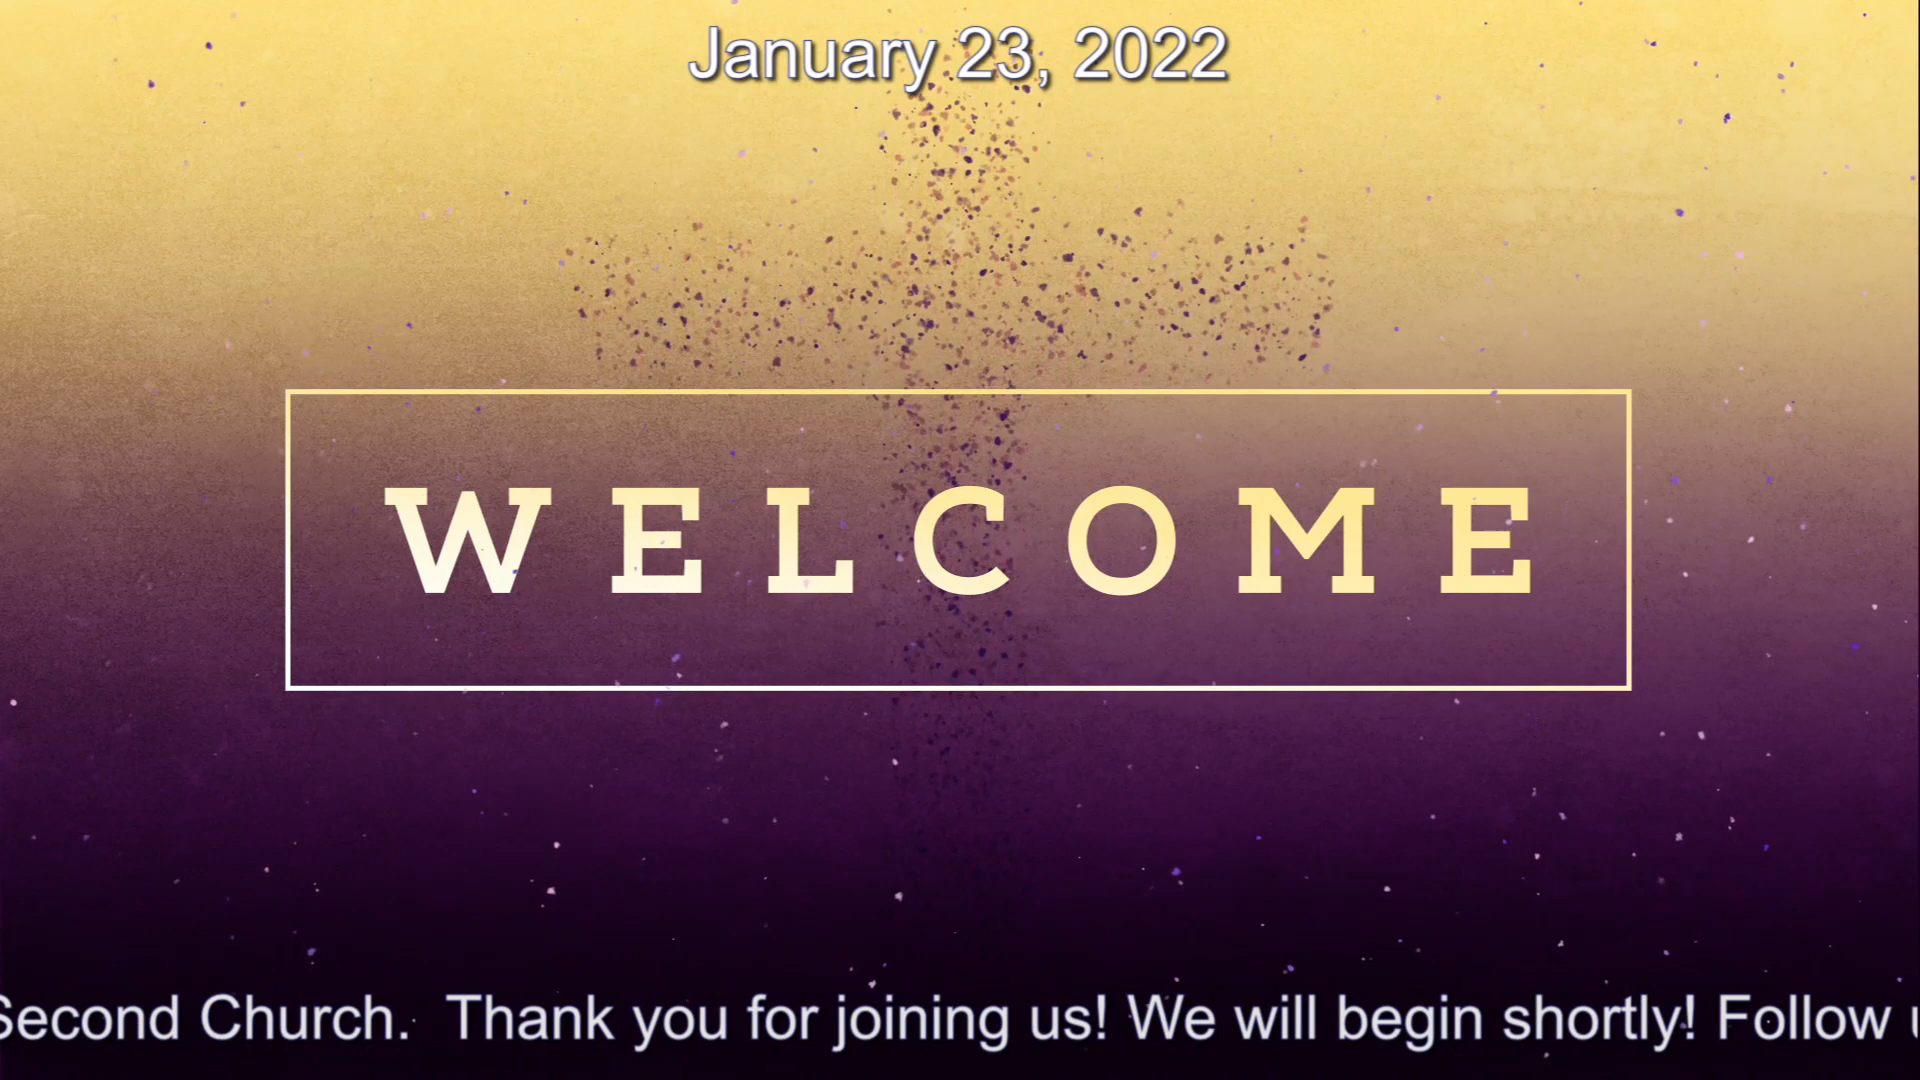 January 23, 2022
WELCOME
Second Church. Thank you for joining us! We will begin shortly! Follow